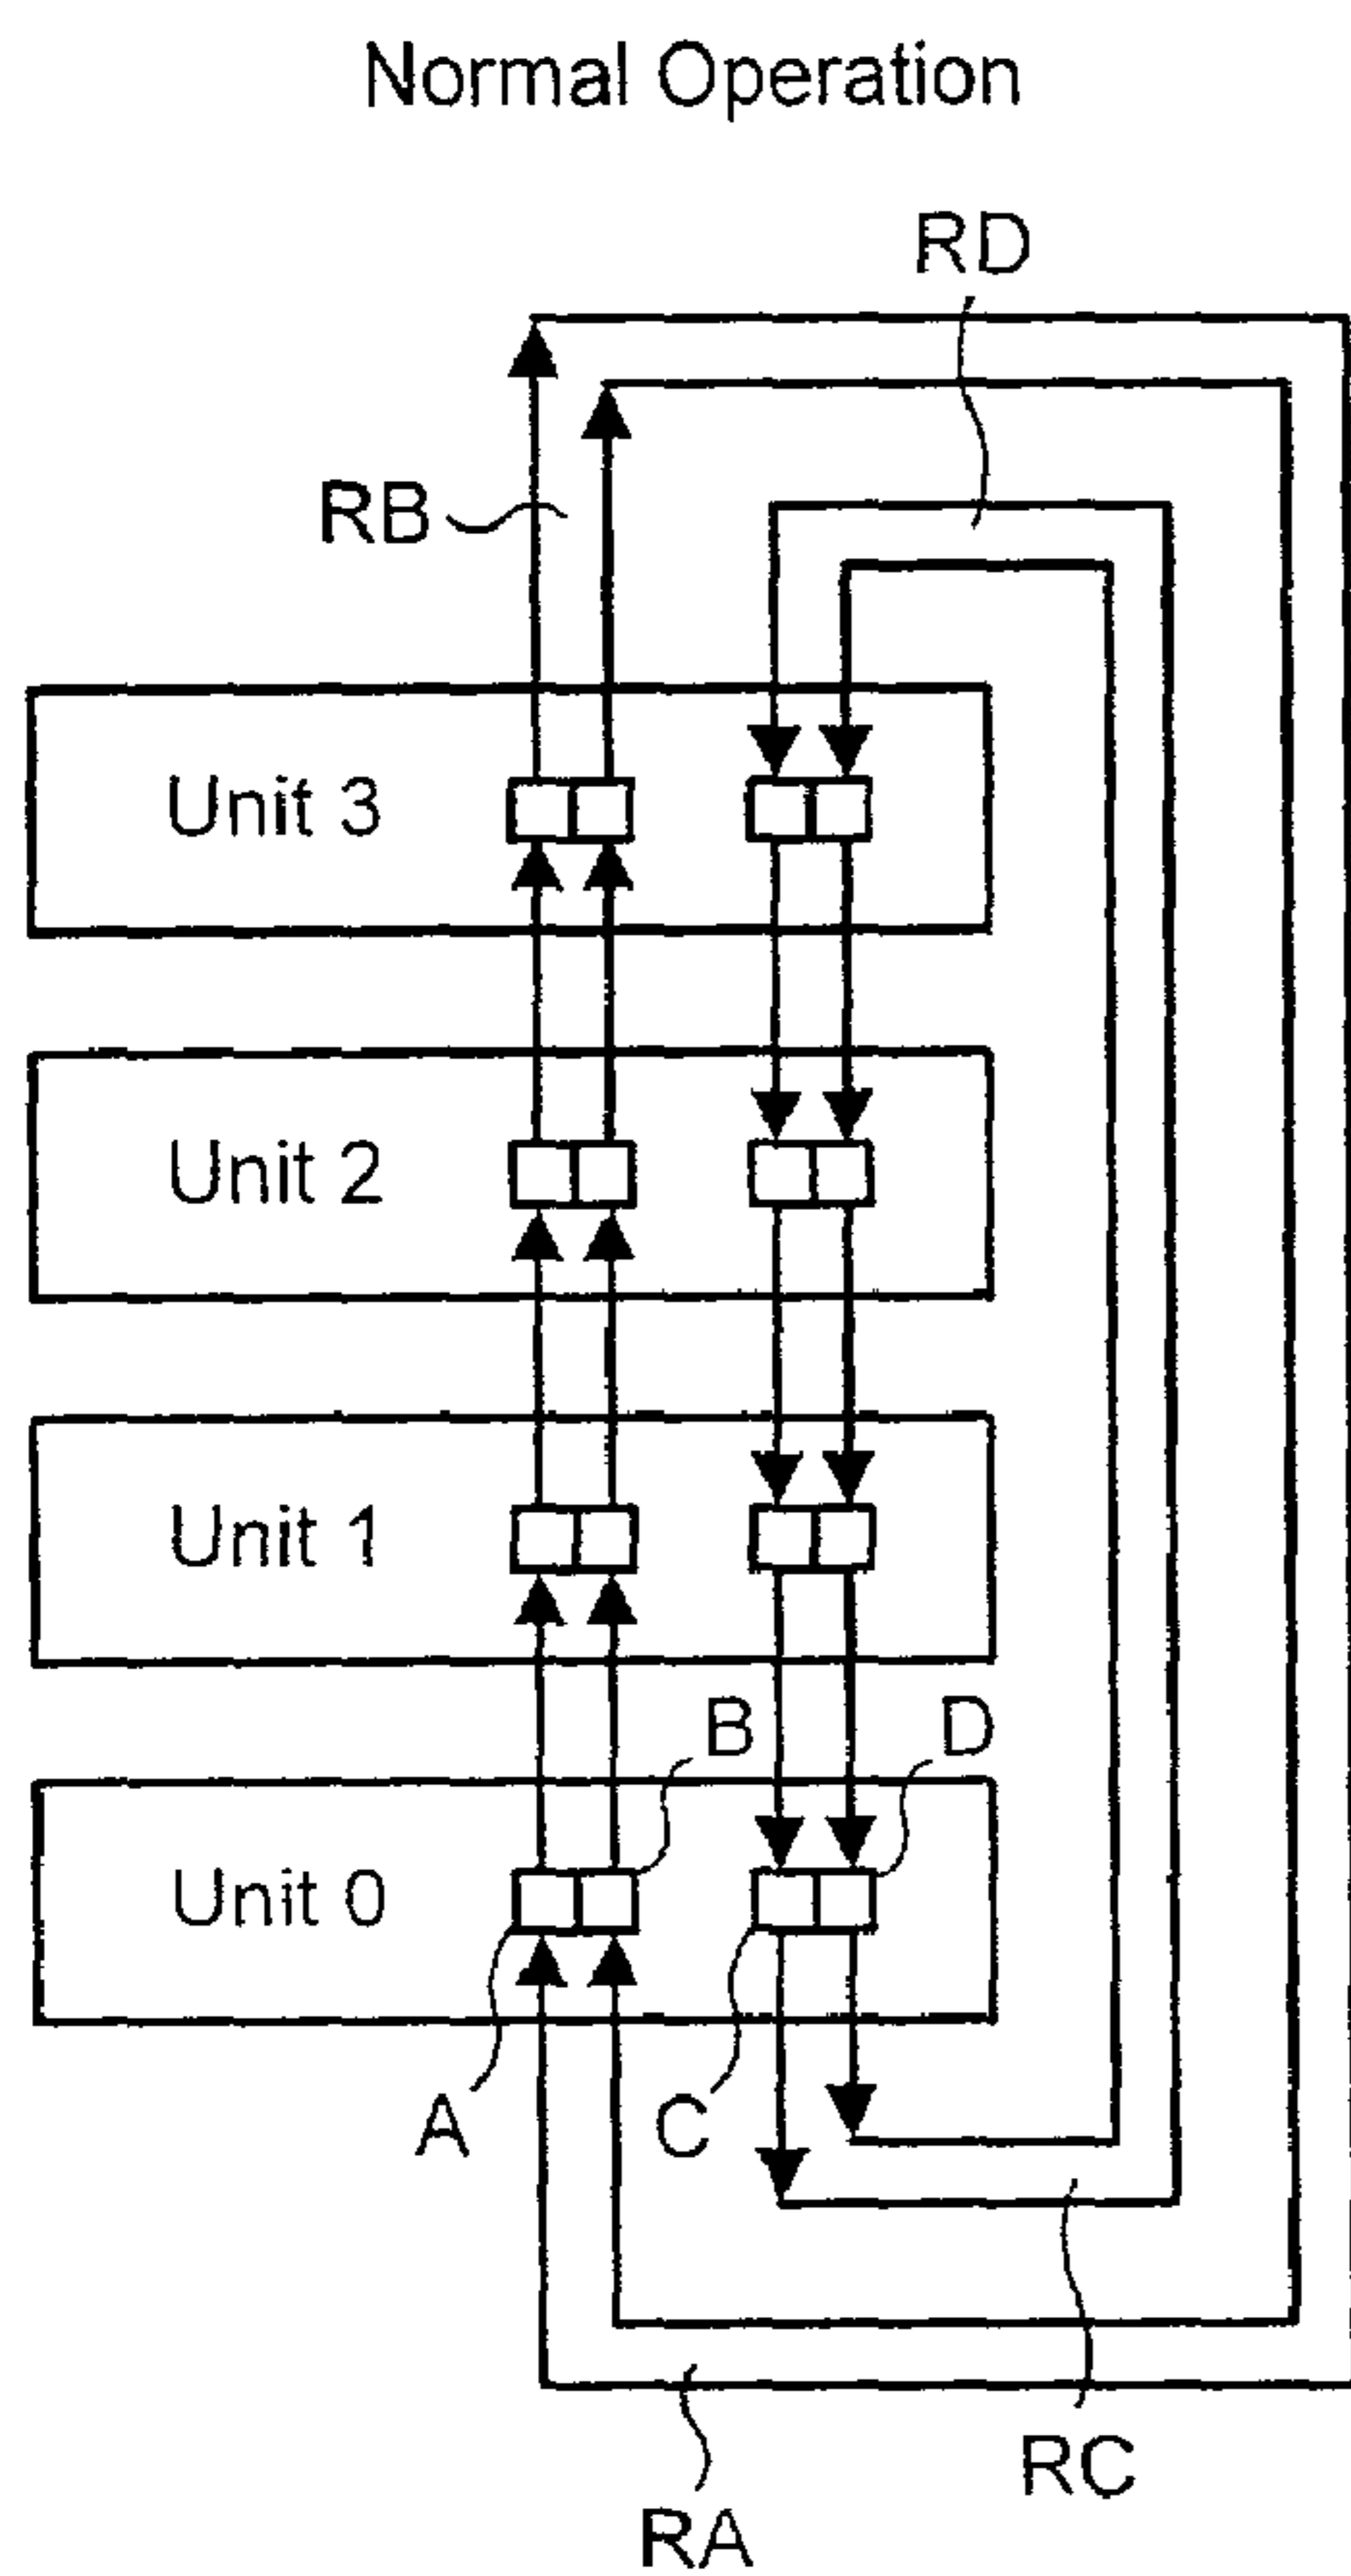 Normal Operation
RD
RB
Unit 3
Unit 2
Unit 1
B
D
Unit 0
A
C
RC
RA